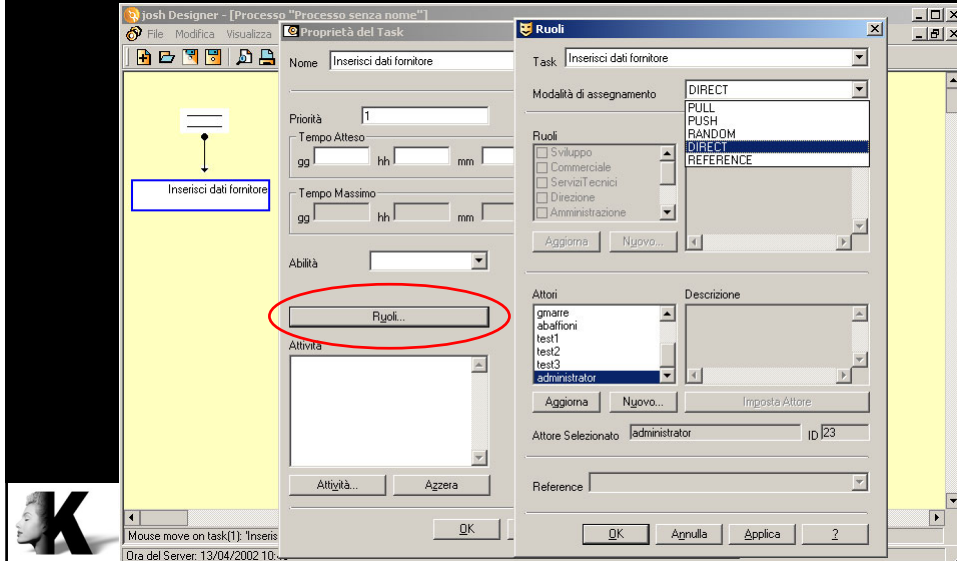 josh Designer - [Processo "Processo senza nome"]
File Modifica Visualizza
Inserisci dati fornitore
Mouse move on task(1): 'Inseris
Ora del Server: 13/04/2002 10:
K
Proprietà del Task
Nome Inserisci dati fornitore
Priorità 1
Tempo Atteso
gg hh mm
Tempo Massimo
gg hh mm
Abilità
Ruoli...
Attività
Attività... Azzera
OK
Ruoli
Task Inserisci dati fornitore
Modalità di assegnamento DIRECT
PULL
PUSH
RANDOM
DIRECT
REFERENCE
Ruoli
Sviluppo
Commerciale
ServiziTecnici
Direzione
Amministrazione
Aggiorna Nuovo...
Attori Descrizione
gmarre
abaffioni
test1
test2
test3
administrator
Aggiorna Nuovo... Imposta Attore
Attore Selezionato administrator ID 23
Reference
OK Annulla Applica ?